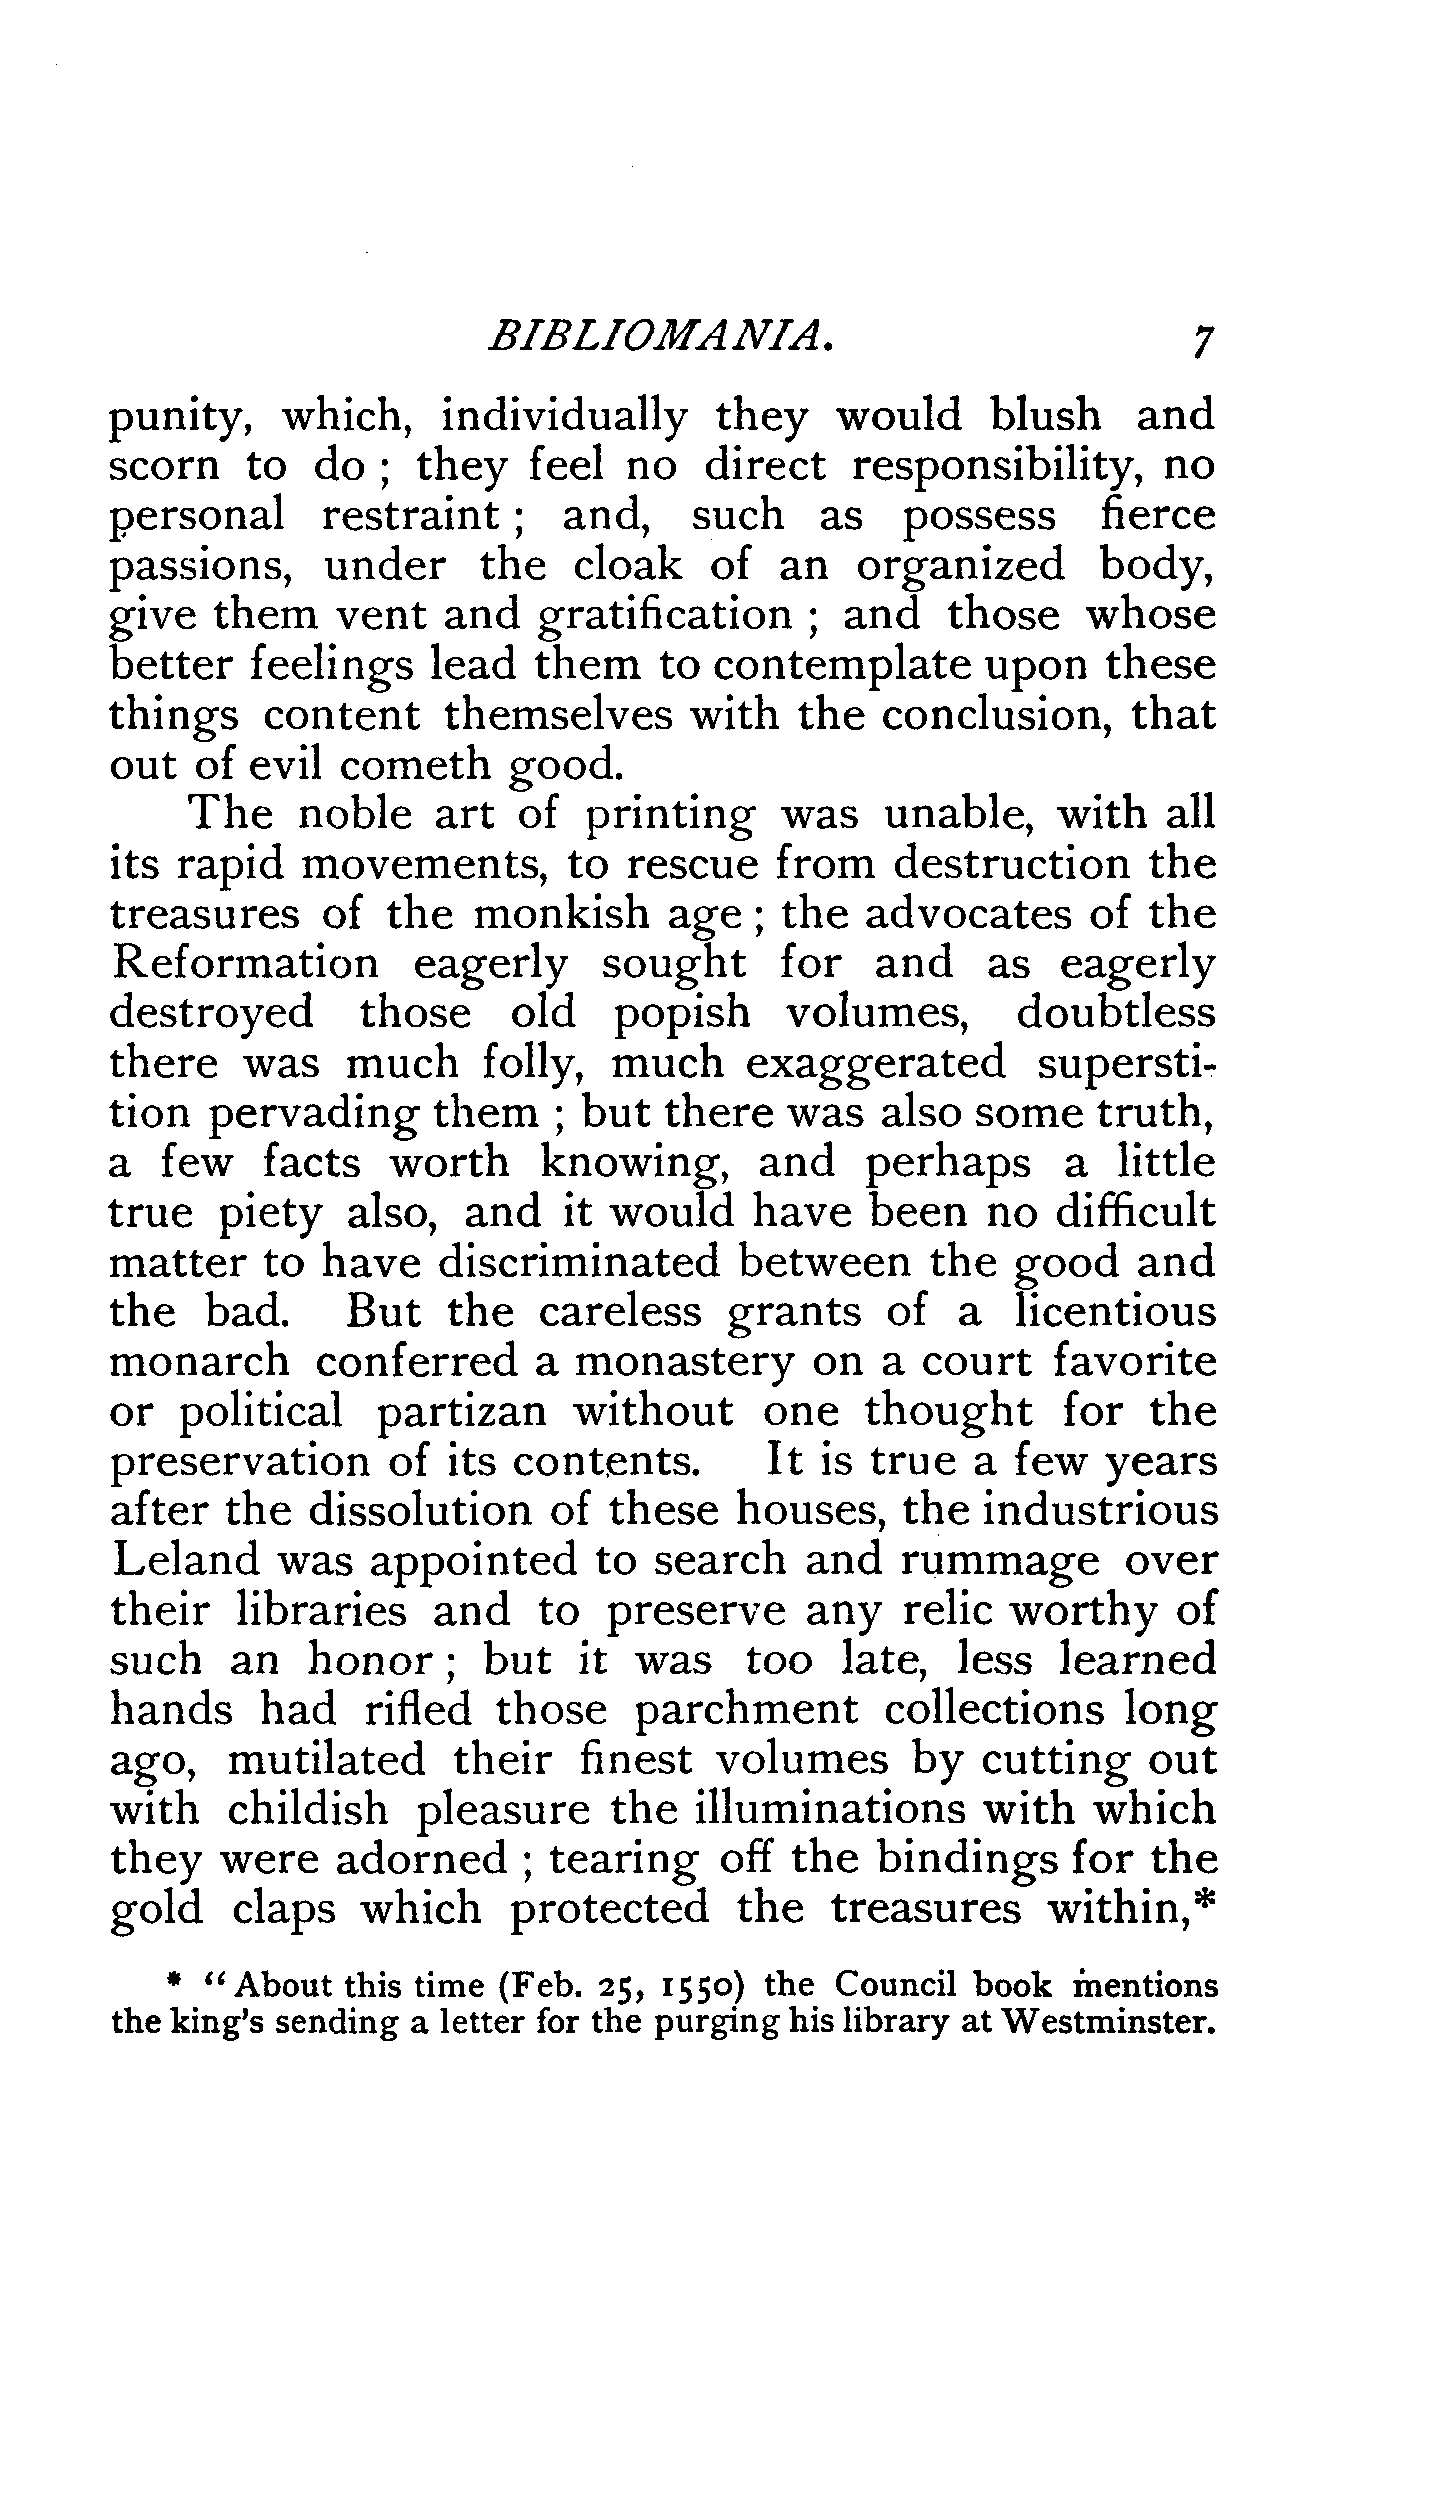 BIBLIOMANIA. 7
punity, which, individually they would blush and
scorn to do ; they feel no direct responsibility, no
personal restraint ; and, such as possess fierce
passions, under the cloak of an organized body,
give them vent and gratification ; and those whose
better feelings lead them to contemplate upon these
things content themselves with the conclusion, that
out of evil cometh good.
The noble art of printing was unable, with all
its rapid movements, to rescue from destruction the
treasures of the monkish age ; the advocates of the
Reformation eagerly sought for and as eagerly
destroyed those old popish volumes, doubtless
there was much folly, much exaggerated supersti-
tion pervading them ; but there was also some truth,
a few facts worth knowing, and perhaps a little
true piety also, and it would have been no difficult
matter to have discriminated between the good and
the bad. But the careless grants of a licentious
monarch conferred a monastery on a court favorite
or political partizan without one thought for the
preservation of its contents. It is true a few years
after the dissolution of these houses, the industrious
Leland was appointed to search and rummage over
their libraries and to preserve any relic worthy of
such an honor ; but it was too late, less learned
hands had rifled those parchment collections long
ago, mutilated their finest volumes by cutting out
with childish pleasure the illuminations with which
they were adorned ; tearing off the bindings for the
gold claps which protected the treasures within,*
* "About this time (Feb. 25, 1550) the Council book mentions
the king's sending a letter for the purging his library at Westminster.